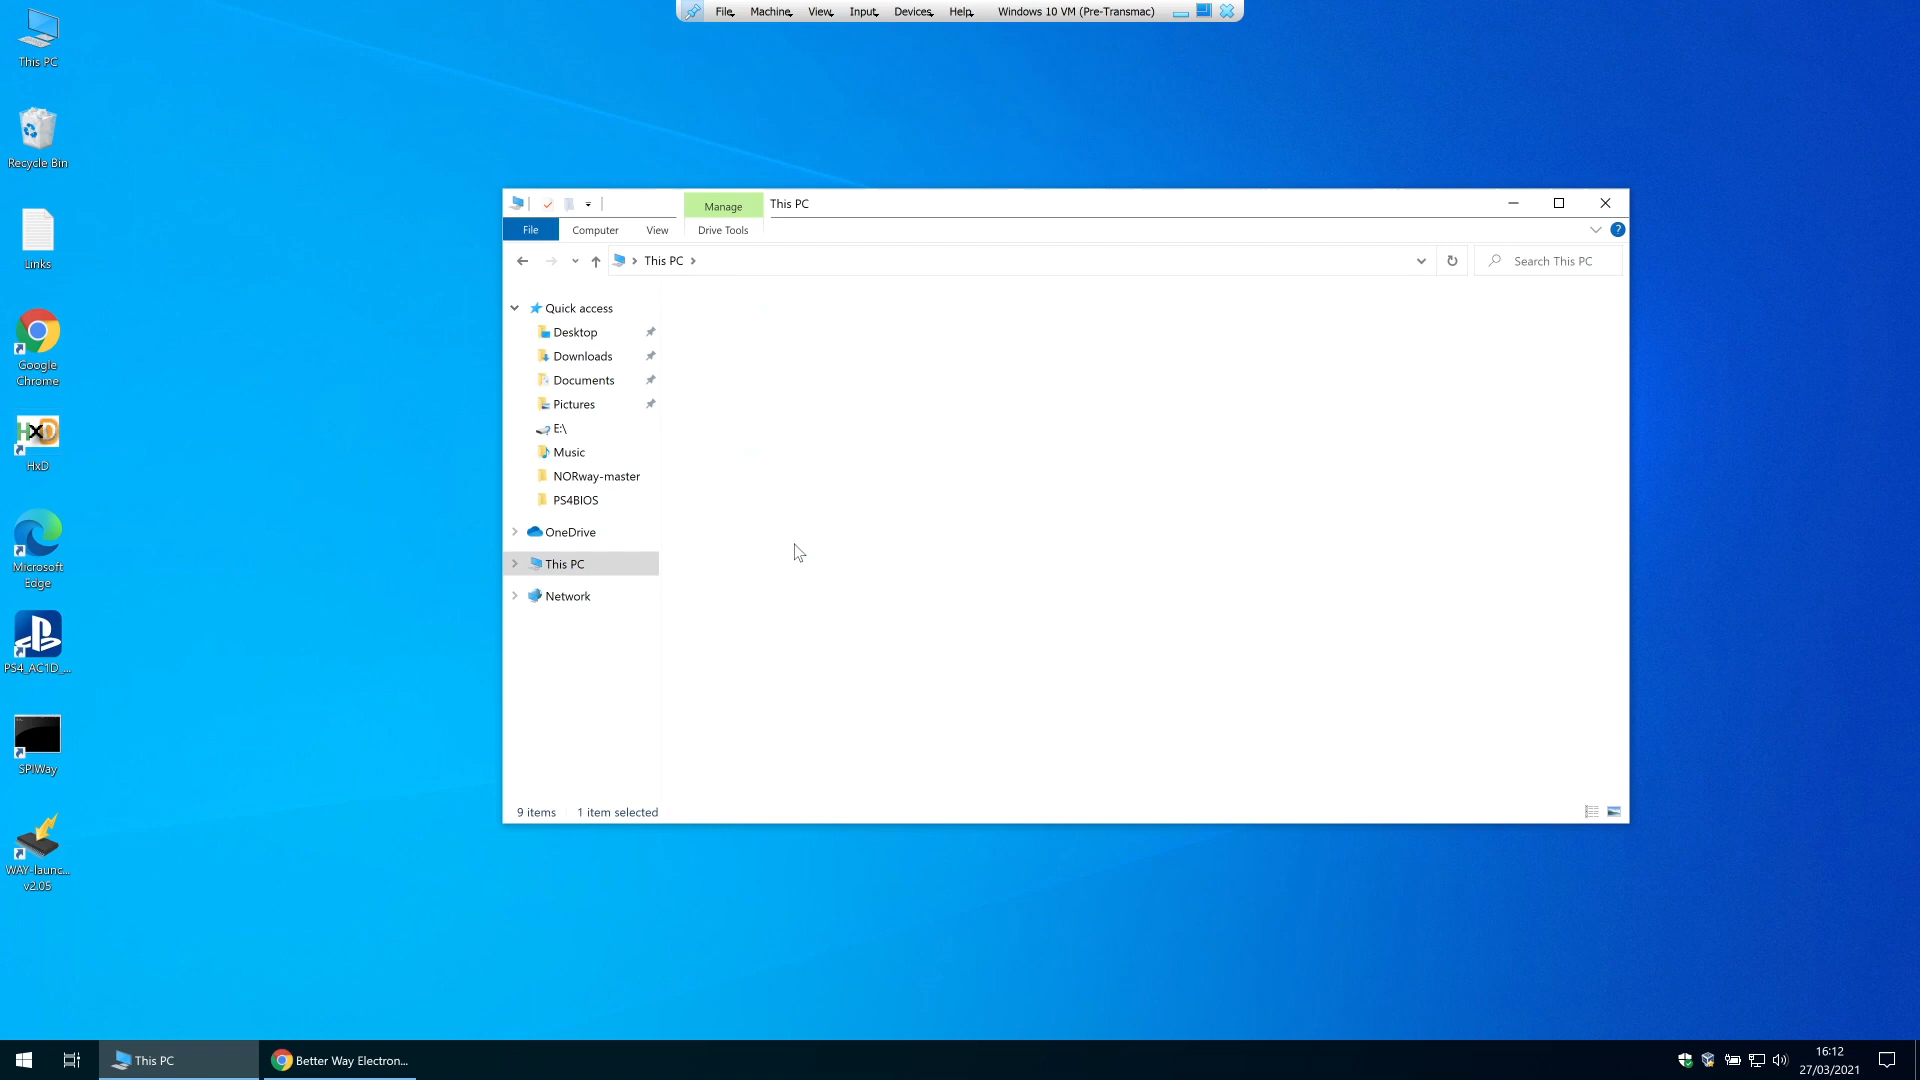 File Machine View Input Devices Help Windows 10 VM (Pre-Transmac)
This PC
Recycle Bin
Links
Google
Chrome
HxD
HxD
Microsoft
Edge
PS4_AC1D_...
SPIWay
WAY-launc...
v2.05
Manage This PC
File Computer View Drive Tools
This PC
Search This PC
Quick access
Desktop
Downloads
Documents
Pictures
E:\
Music
NORway-master
PS4BIOS
OneDrive
This PC
Network
9 items 1 item selected
This PC
Better Way Electron...
16:12
27/03/2021